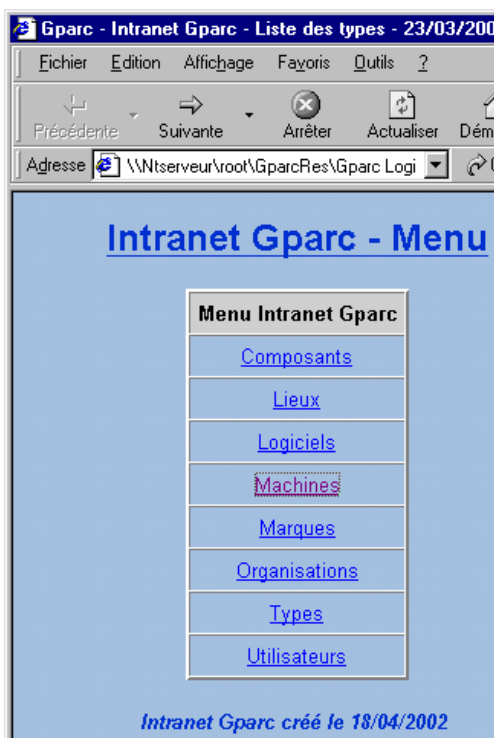 Gparc - Intranet Gparc - Liste des types - 23/03/200
Fichier Edition Affichage Favoris Outils ?
Précédente Suivante Arrêter Actualiser Dém
Adresse \\Ntserveur\root\GparcRes\Gparc Logi
Intranet Gparc - Menu
Menu Intranet Gparc
Composants
Lieux
Logiciels
Machines
Marques
Organisations
Types
Utilisateurs
Intranet Gparc créé le 18/04/2002